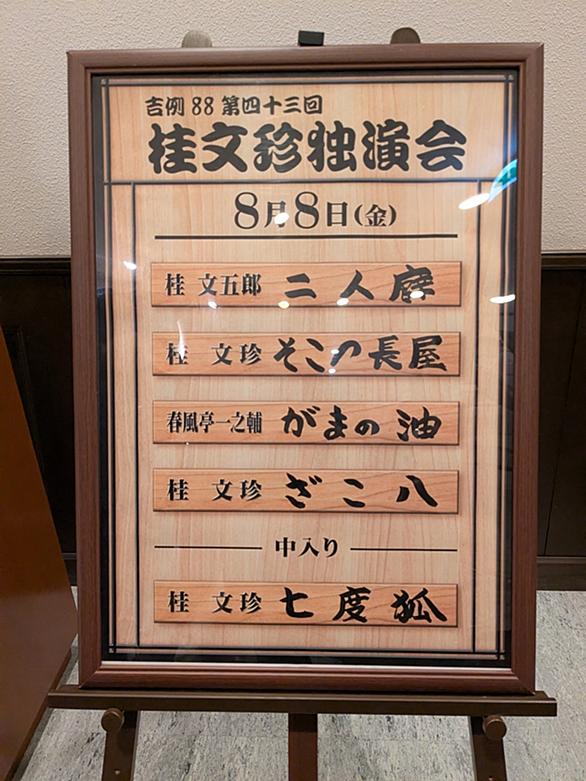 吉例88 第四十三回
桂文珍独演会
8月8日(金)
桂 文五郎 二人癖
桂 文珍 そこつ長屋
春風亭一之輔 がまの油
桂 文珍 ざこ八
中入り
桂 文珍 七度狐